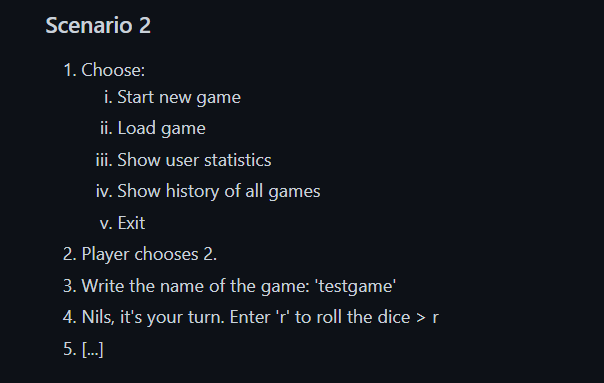 Scenario 2
1. Choose:
i. Start new game
ii. Load game
iii. Show user statistics
iv. Show history of all games
v. Exit
2. Player chooses 2.
3. Write the name of the game: 'testgame'
4. Nils, it's your turn. Enter 'r' to roll the dice > r
5. [...]